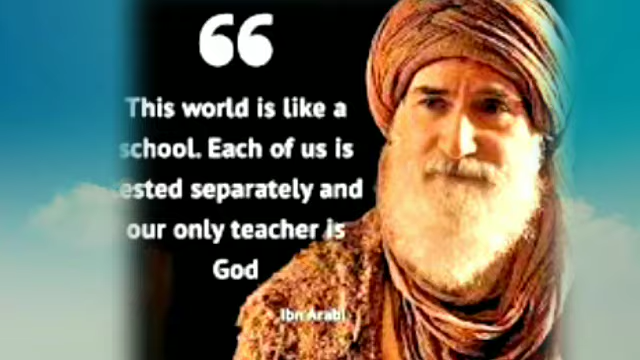 “
This world is like a
school. Each of us is
ested separately and
our only teacher is
God
Ibn Arabi